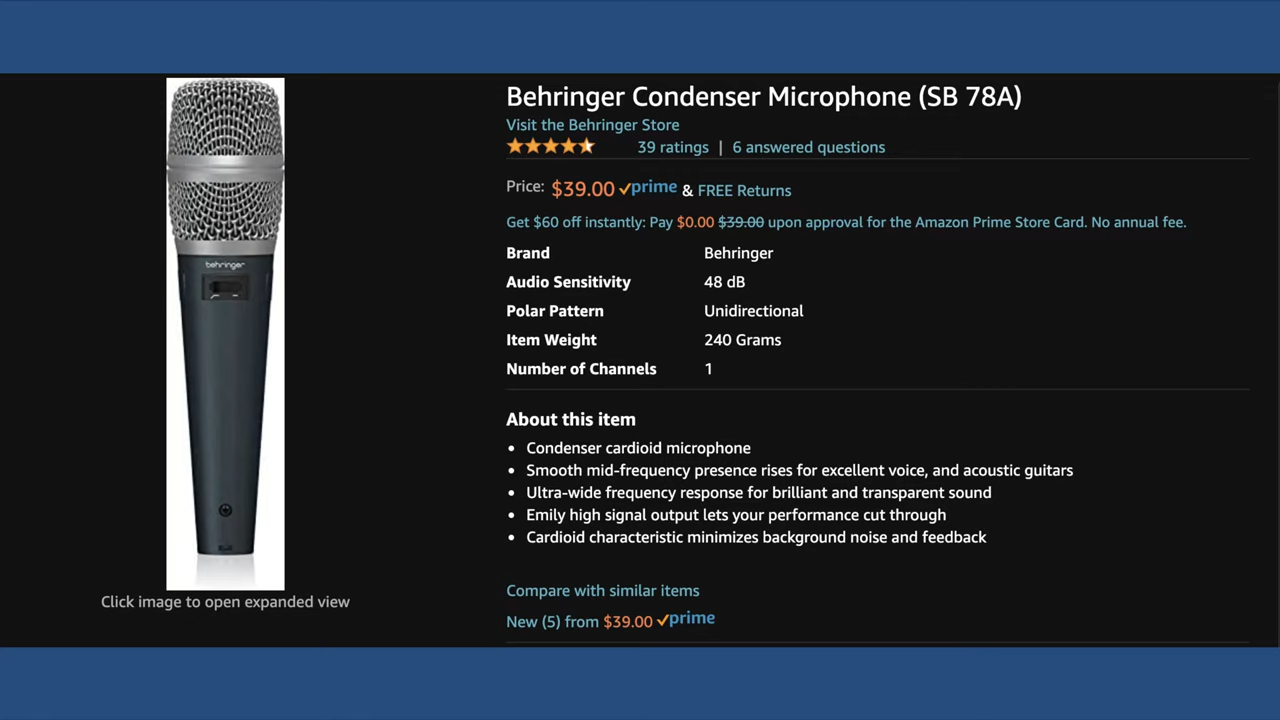 Behringer Condenser Microphone (SB 78A)
Visit the Behringer Store
39 ratings | 6 answered questions
Price: $39.00 prime & FREE Returns
Get $60 off instantly: Pay $0.00 $39.00 upon approval for the Amazon Prime Store Card. No annual fee.
Brand Behringer
Audio Sensitivity 48 dB
Polar Pattern Unidirectional
Item Weight 240 Grams
Number of Channels 1
About this item
• Condenser cardioid microphone
• Smooth mid-frequency presence rises for excellent voice, and acoustic guitars
• Ultra-wide frequency response for brilliant and transparent sound
• Emily high signal output lets your performance cut through
• Cardioid characteristic minimizes background noise and feedback
Compare with similar items
New (5) from $39.00 prime
behringer
Click image to open expanded view